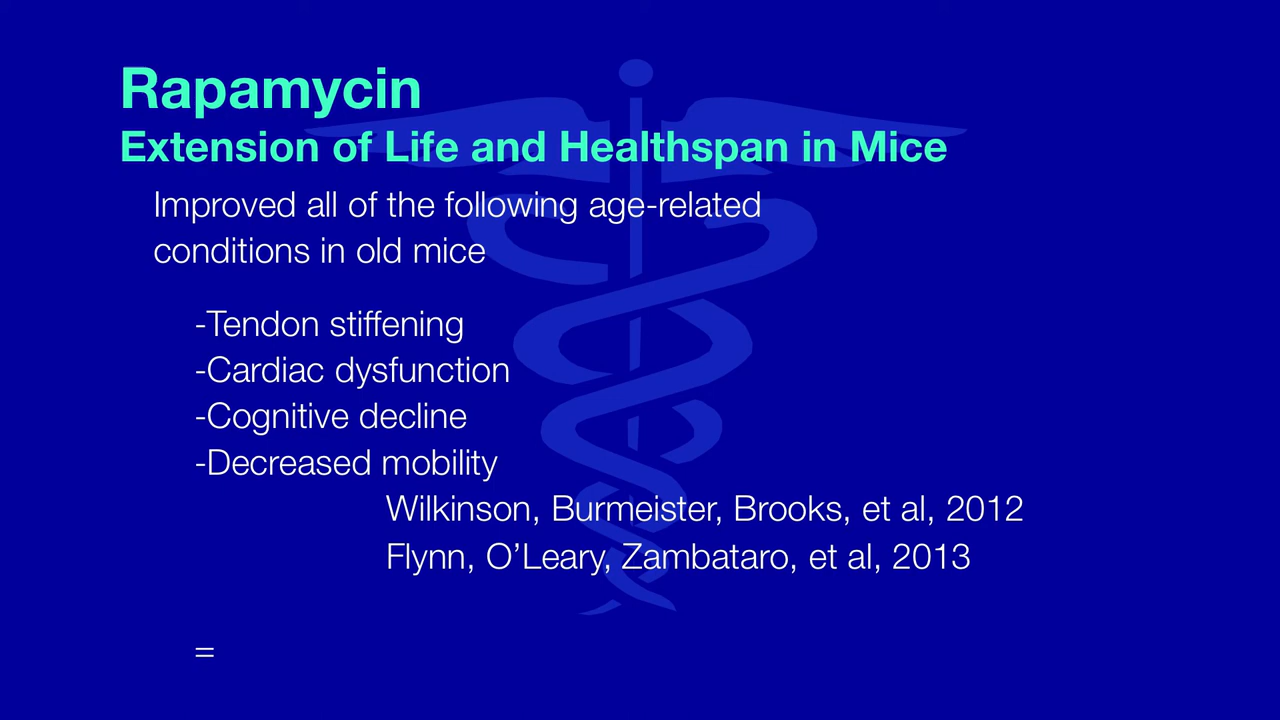 Rapamycin
Extension of Life and Healthspan in Mice
Improved all of the following age-related
conditions in old mice
-Tendon stiffening
-Cardiac dysfunction
-Cognitive decline
-Decreased mobility
Wilkinson, Burmeister, Brooks, et al, 2012
Flynn, O’Leary, Zambataro, et al, 2013
=